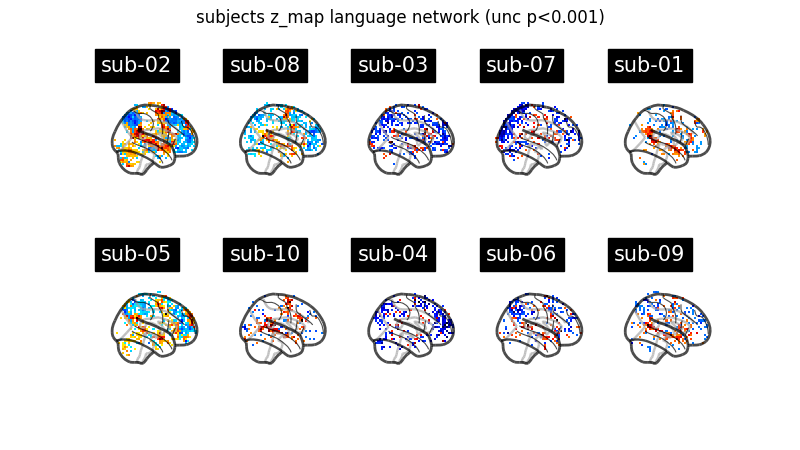 subjects z_map language network (unc p<0.001)
sub-02
sub-08
sub-03
sub-07
sub-01
sub-05
sub-10
sub-04
sub-06
sub-09